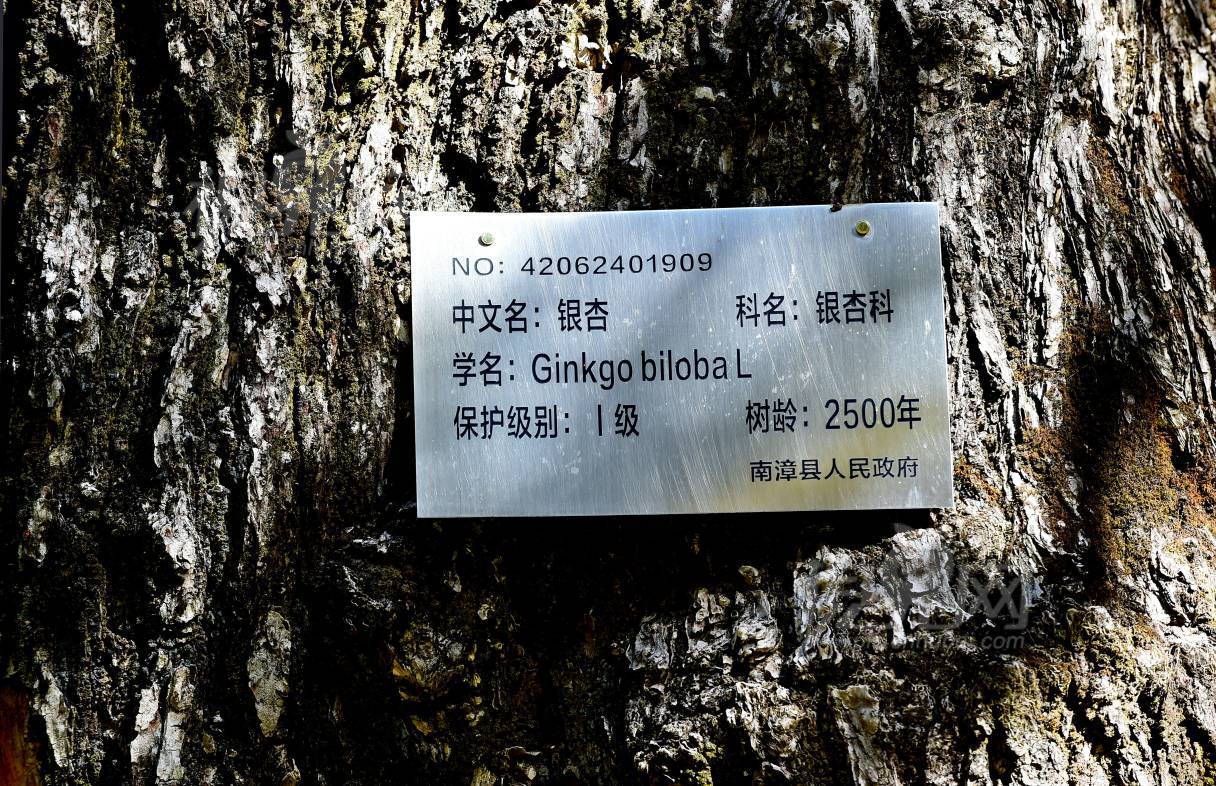 NO: 42062401909
中文名：银杏 科名：银杏科
学名：Ginkgo biloba L
保护级别：Ⅰ级 树龄：2500年
南漳县人民政府